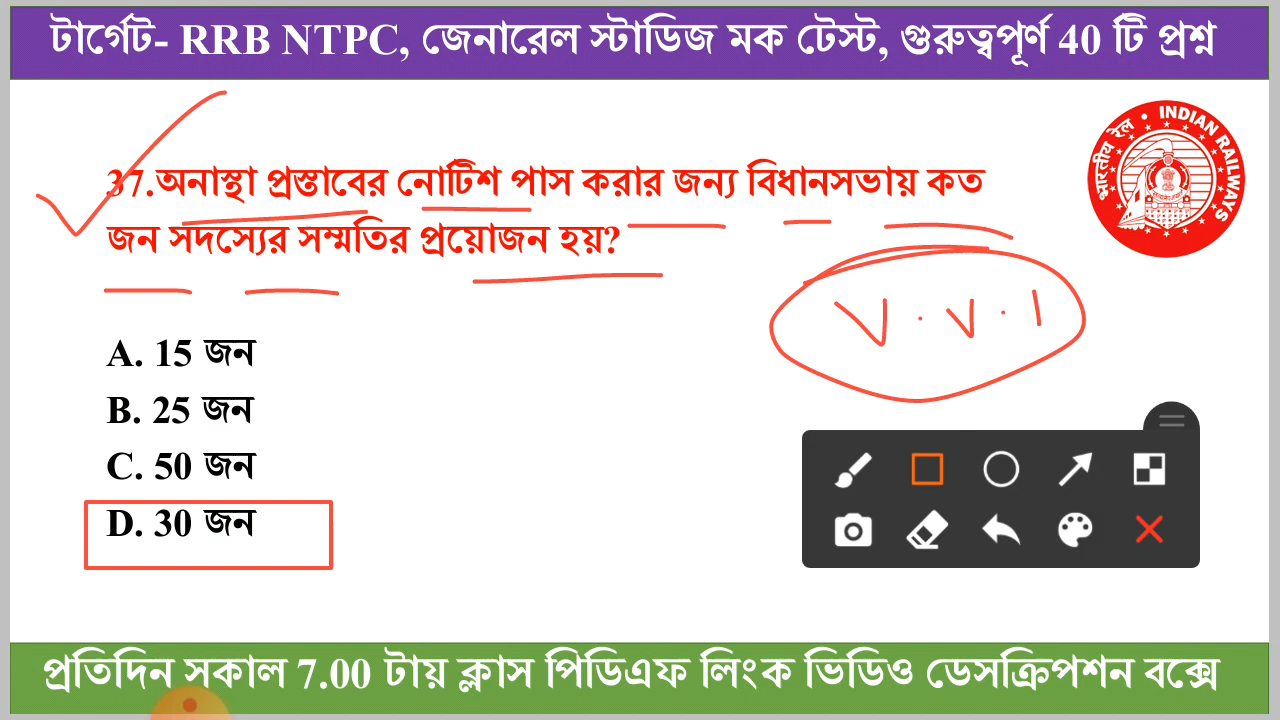 টার্গেট- RRB NTPC, জেনারেল স্টাডিজ মক টেস্ট, গুরুত্বপূর্ণ 40 টি প্রশ্ন
भारतीय रेल • INDIAN RAILWAYS
37.অনাস্থা প্রস্তাবের নোটিশ পাস করার জন্য বিধানসভায় কত
জন সদস্যের সম্মতির প্রয়োজন হয়?
V . V . I
A. 15 জন
B. 25 জন
C. 50 জন
D. 30 জন
প্রতিদিন সকাল 7.00 টায় ক্লাস পিডিএফ লিংক ভিডিও ডেসক্রিপশন বক্সে